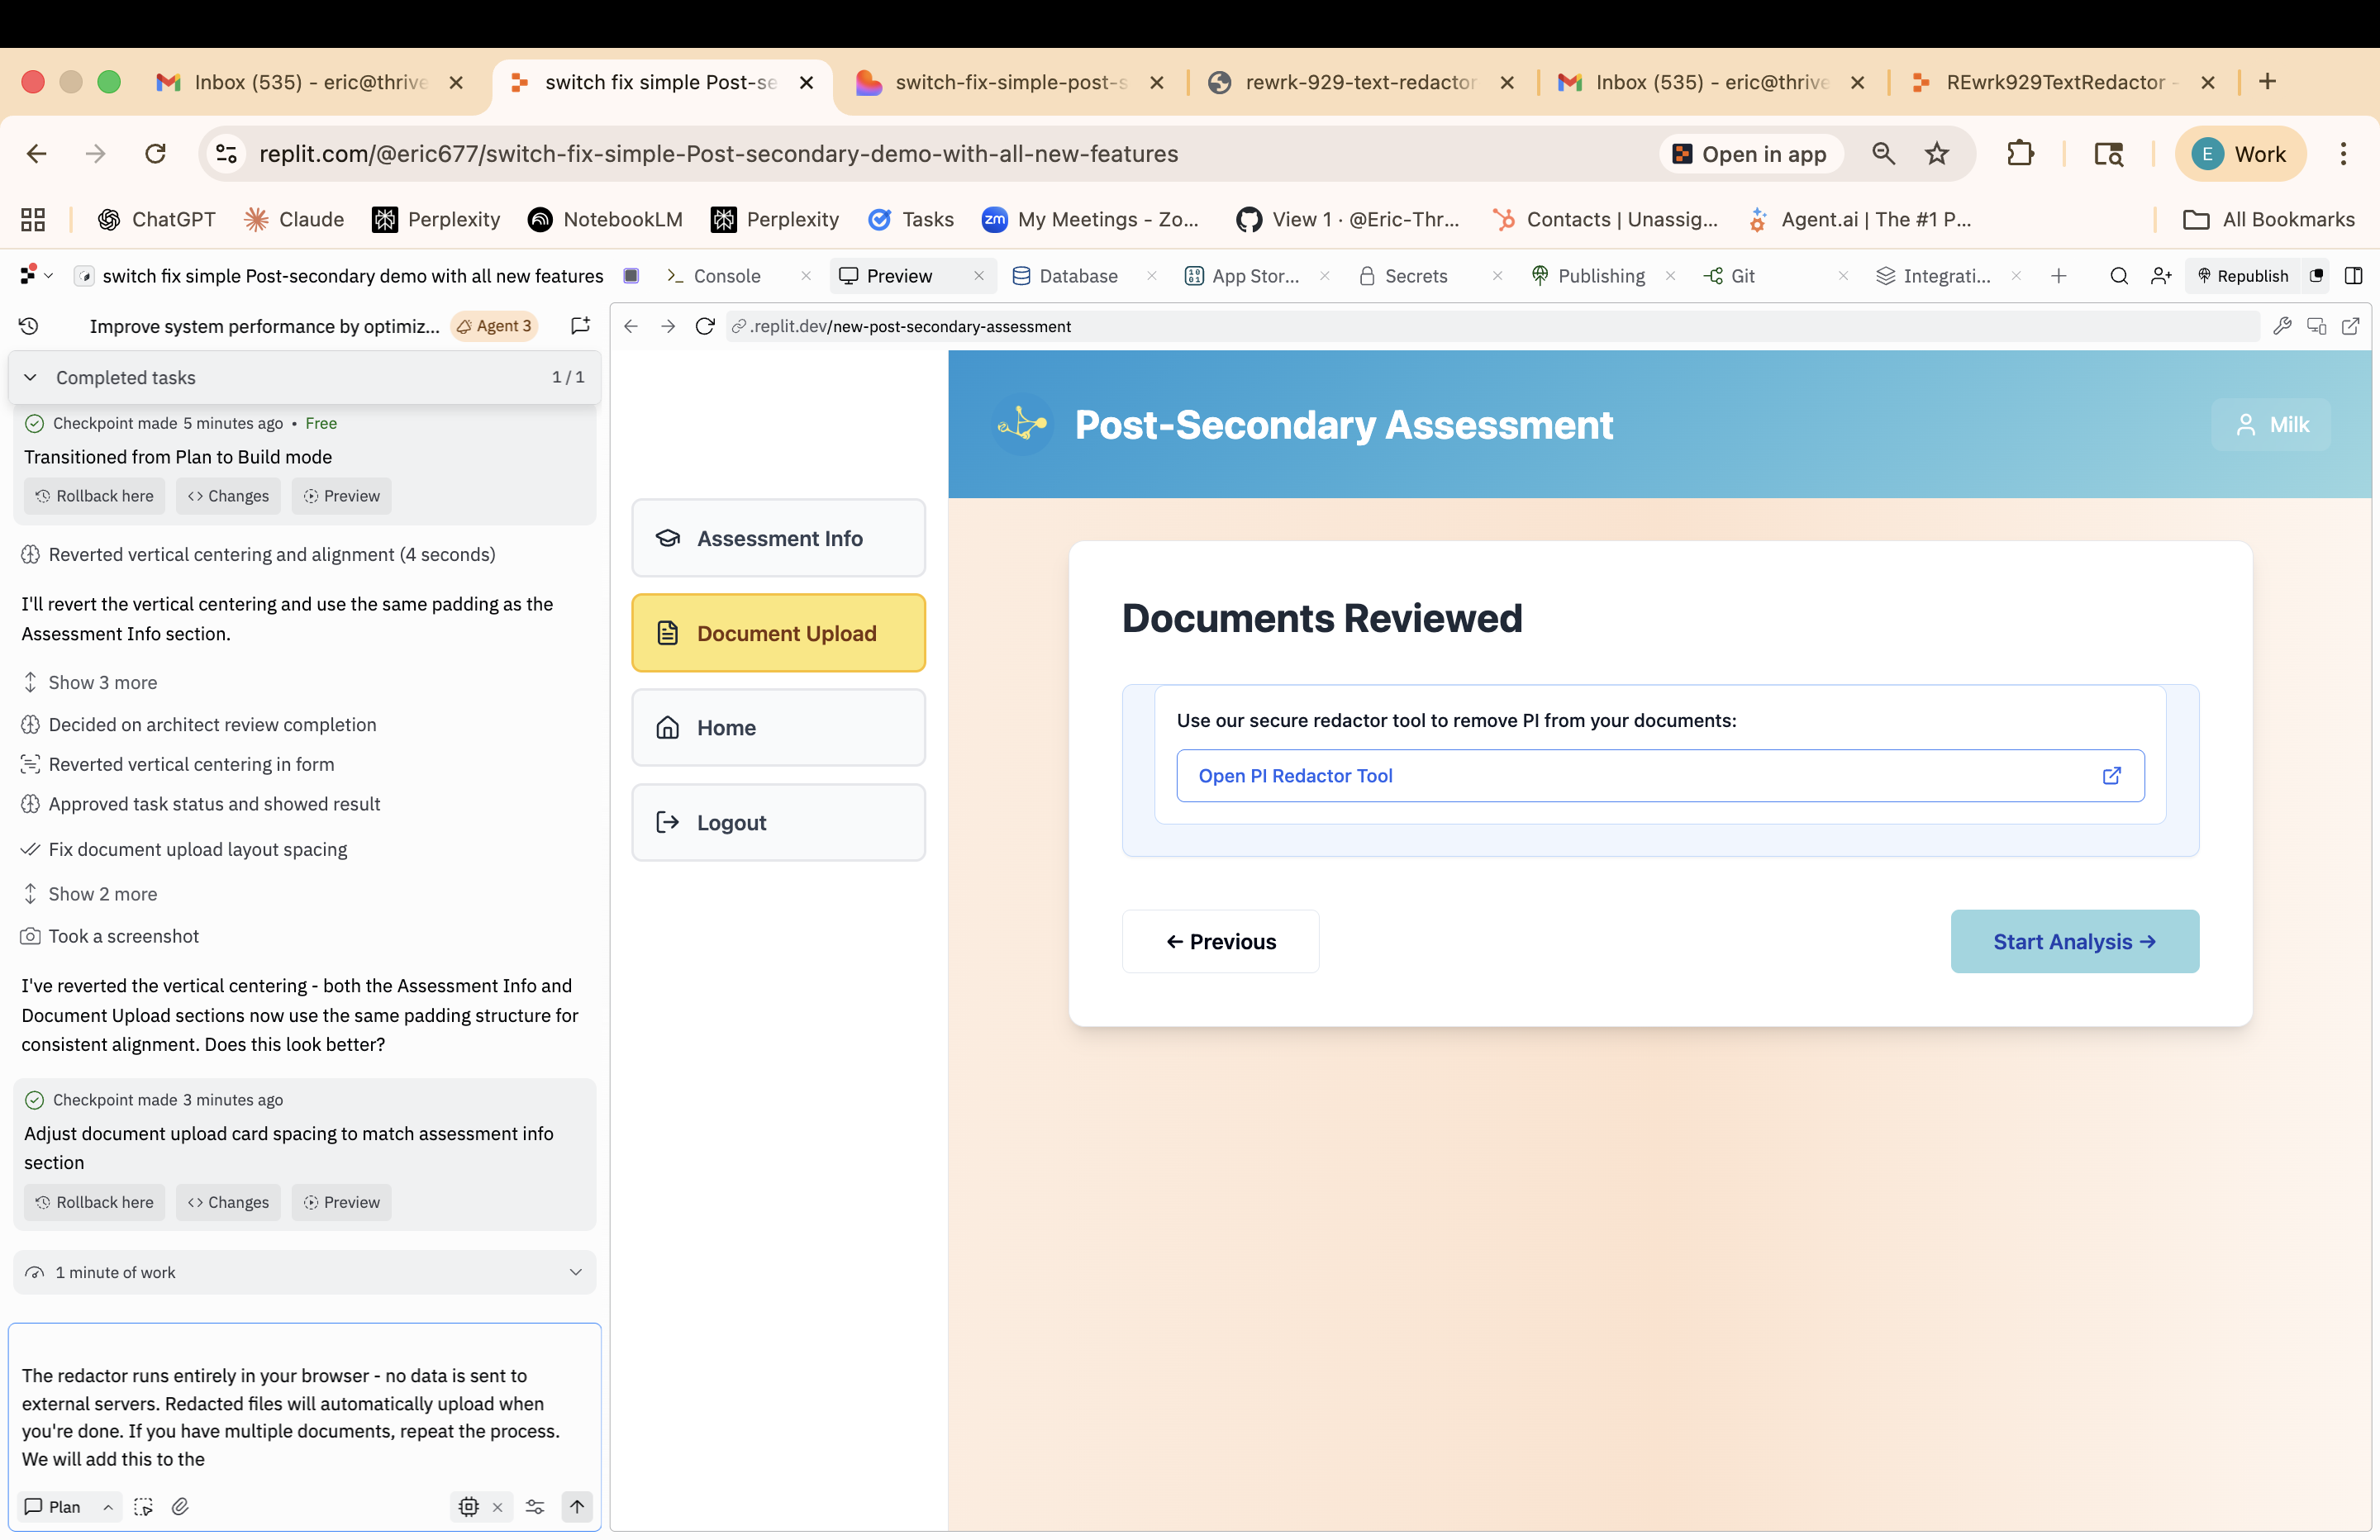 Inbox (535) - eric@thrive
switch fix simple Post-se
switch-fix-simple-post-s
rewrk-929-text-redactor
Inbox (535) - eric@thrive
REwrk929TextRedactor -
replit.com/@eric677/switch-fix-simple-Post-secondary-demo-with-all-new-features
Open in app
E
Work
ChatGPT
Claude
Perplexity
NotebookLM
Perplexity
Tasks
zm My Meetings - Zo...
View 1 · @Eric-Thr...
Contacts | Unassig...
Agent.ai | The #1 P...
All Bookmarks
switch fix simple Post-secondary demo with all new features
Console
Preview
Database
App Stor...
Secrets
Publishing
Git
Integrati...
Republish
Improve system performance by optimiz...
Agent 3
.replit.dev/new-post-secondary-assessment
Completed tasks
1 / 1
Checkpoint made 5 minutes ago • Free
Transitioned from Plan to Build mode
Rollback here
Changes
Preview
Reverted vertical centering and alignment (4 seconds)
I'll revert the vertical centering and use the same padding as the
Assessment Info section.
Show 3 more
Decided on architect review completion
Reverted vertical centering in form
Approved task status and showed result
Fix document upload layout spacing
Show 2 more
Took a screenshot
I've reverted the vertical centering - both the Assessment Info and
Document Upload sections now use the same padding structure for
consistent alignment. Does this look better?
Checkpoint made 3 minutes ago
Adjust document upload card spacing to match assessment info
section
Rollback here
Changes
Preview
1 minute of work
The redactor runs entirely in your browser - no data is sent to
external servers. Redacted files will automatically upload when
you're done. If you have multiple documents, repeat the process.
We will add this to the
Plan
Assessment Info
Document Upload
Home
Logout
Post-Secondary Assessment
Milk
Documents Reviewed
Use our secure redactor tool to remove PI from your documents:
Open PI Redactor Tool
← Previous
Start Analysis →